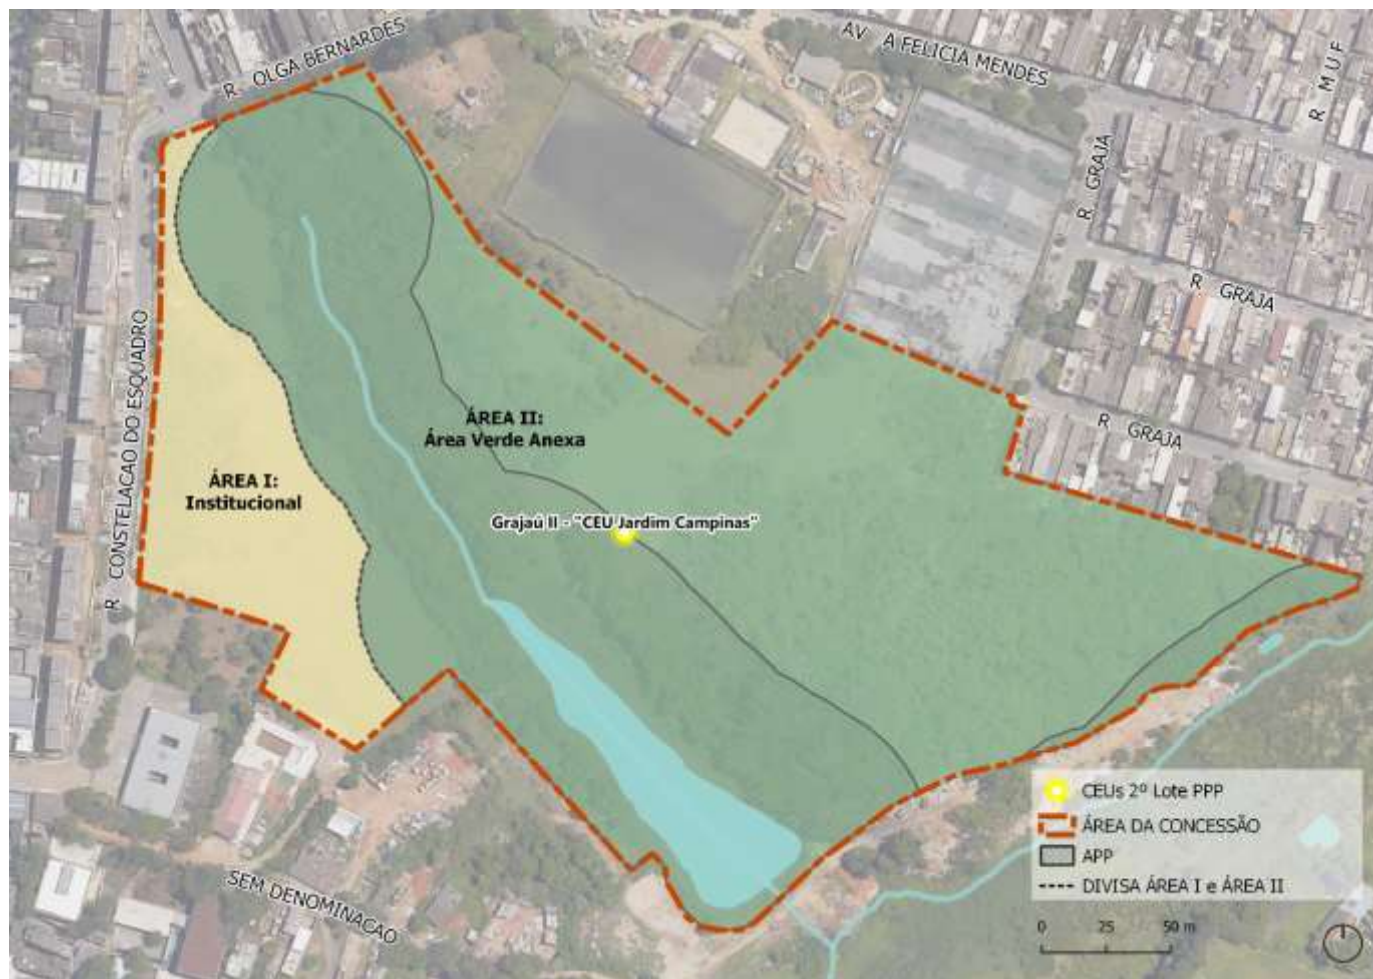 R OLGA BERNARDES
AV A FELICIA MENDES
R M U F
R GRAJA
R GRAJA
R GRAJA
R CONSTELACAO DO ESQUADRO
ÁREA II:
Área Verde Anexa
ÁREA I:
Institucional
Grajaú II - "CEU Jardim Campinas"
SEM DENOMINACAO
CEUs 2º Lote PPP
ÁREA DA CONCESSÃO
APP
DIVISA ÁREA I e ÁREA II
0 25 50 m